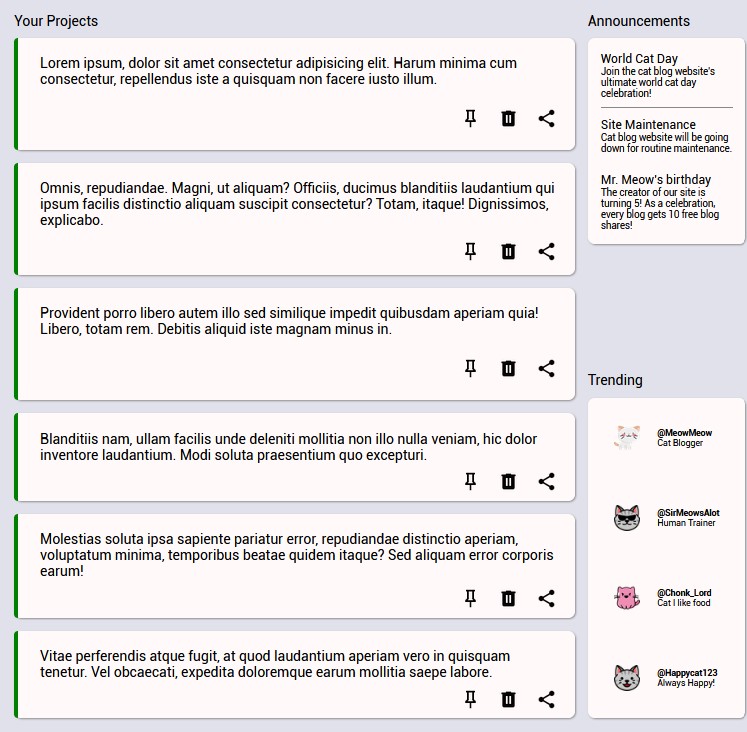 Your Projects
Lorem ipsum, dolor sit amet consectetur adipisicing elit. Harum minima cum
consectetur, repellendus iste a quisquam non facere iusto illum.
Omnis, repudiandae. Magni, ut aliquam? Officiis, ducimus blanditiis laudantium qui
ipsum facilis distinctio aliquam suscipit consectetur? Totam, itaque! Dignissimos,
explicabo.
Provident porro libero autem illo sed similique impedit quibusdam aperiam quia!
Libero, totam rem. Debitis aliquid iste magnam minus in.
Blanditiis nam, ullam facilis unde deleniti mollitia non illo nulla veniam, hic dolor
inventore laudantium. Modi soluta praesentium quo excepturi.
Molestias soluta ipsa sapiente pariatur error, repudiandae distinctio aperiam,
voluptatum minima, temporibus beatae quidem itaque? Sed aliquam error corporis
earum!
Vitae perferendis atque fugit, at quod laudantium aperiam vero in quisquam
tenetur. Vel obcaecati, expedita doloremque earum mollitia saepe labore.
Announcements
World Cat Day
Join the cat blog website's
ultimate world cat day
celebration!
Site Maintenance
Cat blog website will be going
down for routine maintenance.
Mr. Meow's birthday
The creator of our site is
turning 5! As a celebration,
every blog gets 10 free blog
shares!
Trending
@MeowMeow
Cat Blogger
@SirMeowsAlot
Human Trainer
@Chonk_Lord
Cat I like food
@Happycat123
Always Happy!